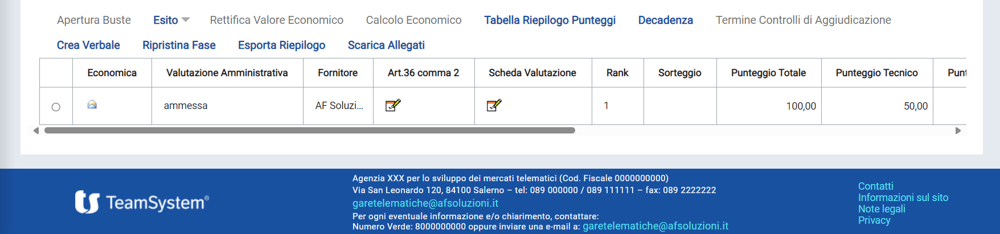 Apertura Buste Esito Rettifica Valore Economico Calcolo Economico Tabella Riepilogo Punteggi Decadenza Termine Controlli di Aggiudicazione
Crea Verbale Ripristina Fase Esporta Riepilogo Scarica Allegati
Economica Valutazione Amministrativa Fornitore Art.36 comma 2 Scheda Valutazione Rank Sorteggio Punteggio Totale Punteggio Tecnico Punt
ammessa AF Soluzi... 1 100,00 50,00
TeamSystem®
Agenzia XXX per lo sviluppo dei mercati telematici (Cod. Fiscale 0000000000)
Via San Leonardo 120, 84100 Salerno – tel: 089 000000 / 089 111111 – fax: 089 2222222
garetelematiche@afsoluzioni.it
Per ogni eventuale informazione e/o chiarimento, contattare:
Numero Verde: 8000000000 oppure inviare una e-mail a: garetelematiche@afsoluzioni.it
Contatti
Informazioni sul sito
Note legali
Privacy